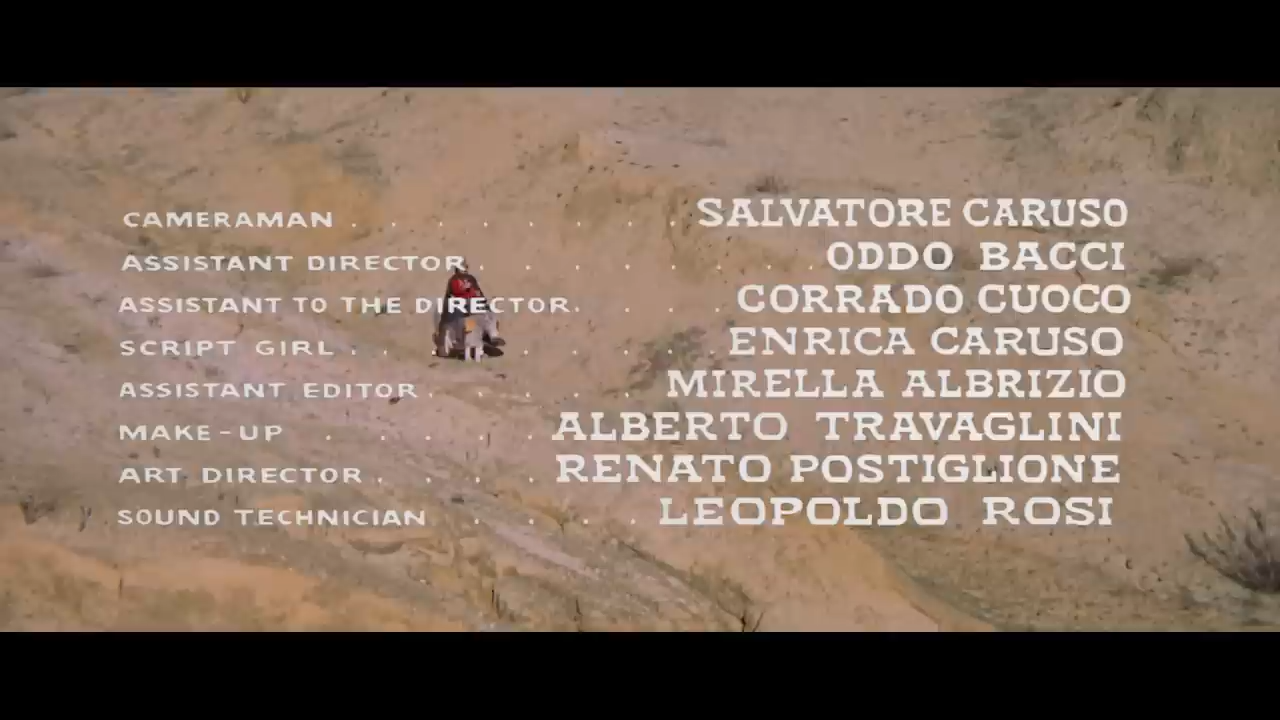 CAMERAMAN . . . . . . . SALVATORE CARUSO
ASSISTANT DIRECTOR . . . . . . . ODDO BACCI
ASSISTANT TO THE DIRECTOR. . . . CORRADO CUOCO
SCRIPT GIRL . . . . . . . ENRICA CARUSO
ASSISTANT EDITOR . . . . . MIRELLA ALBRIZIO
MAKE-UP . . . . . . ALBERTO TRAVAGLINI
ART DIRECTOR . . . . RENATO POSTIGLIONE
SOUND TECHNICIAN . . . . LEOPOLDO ROSI